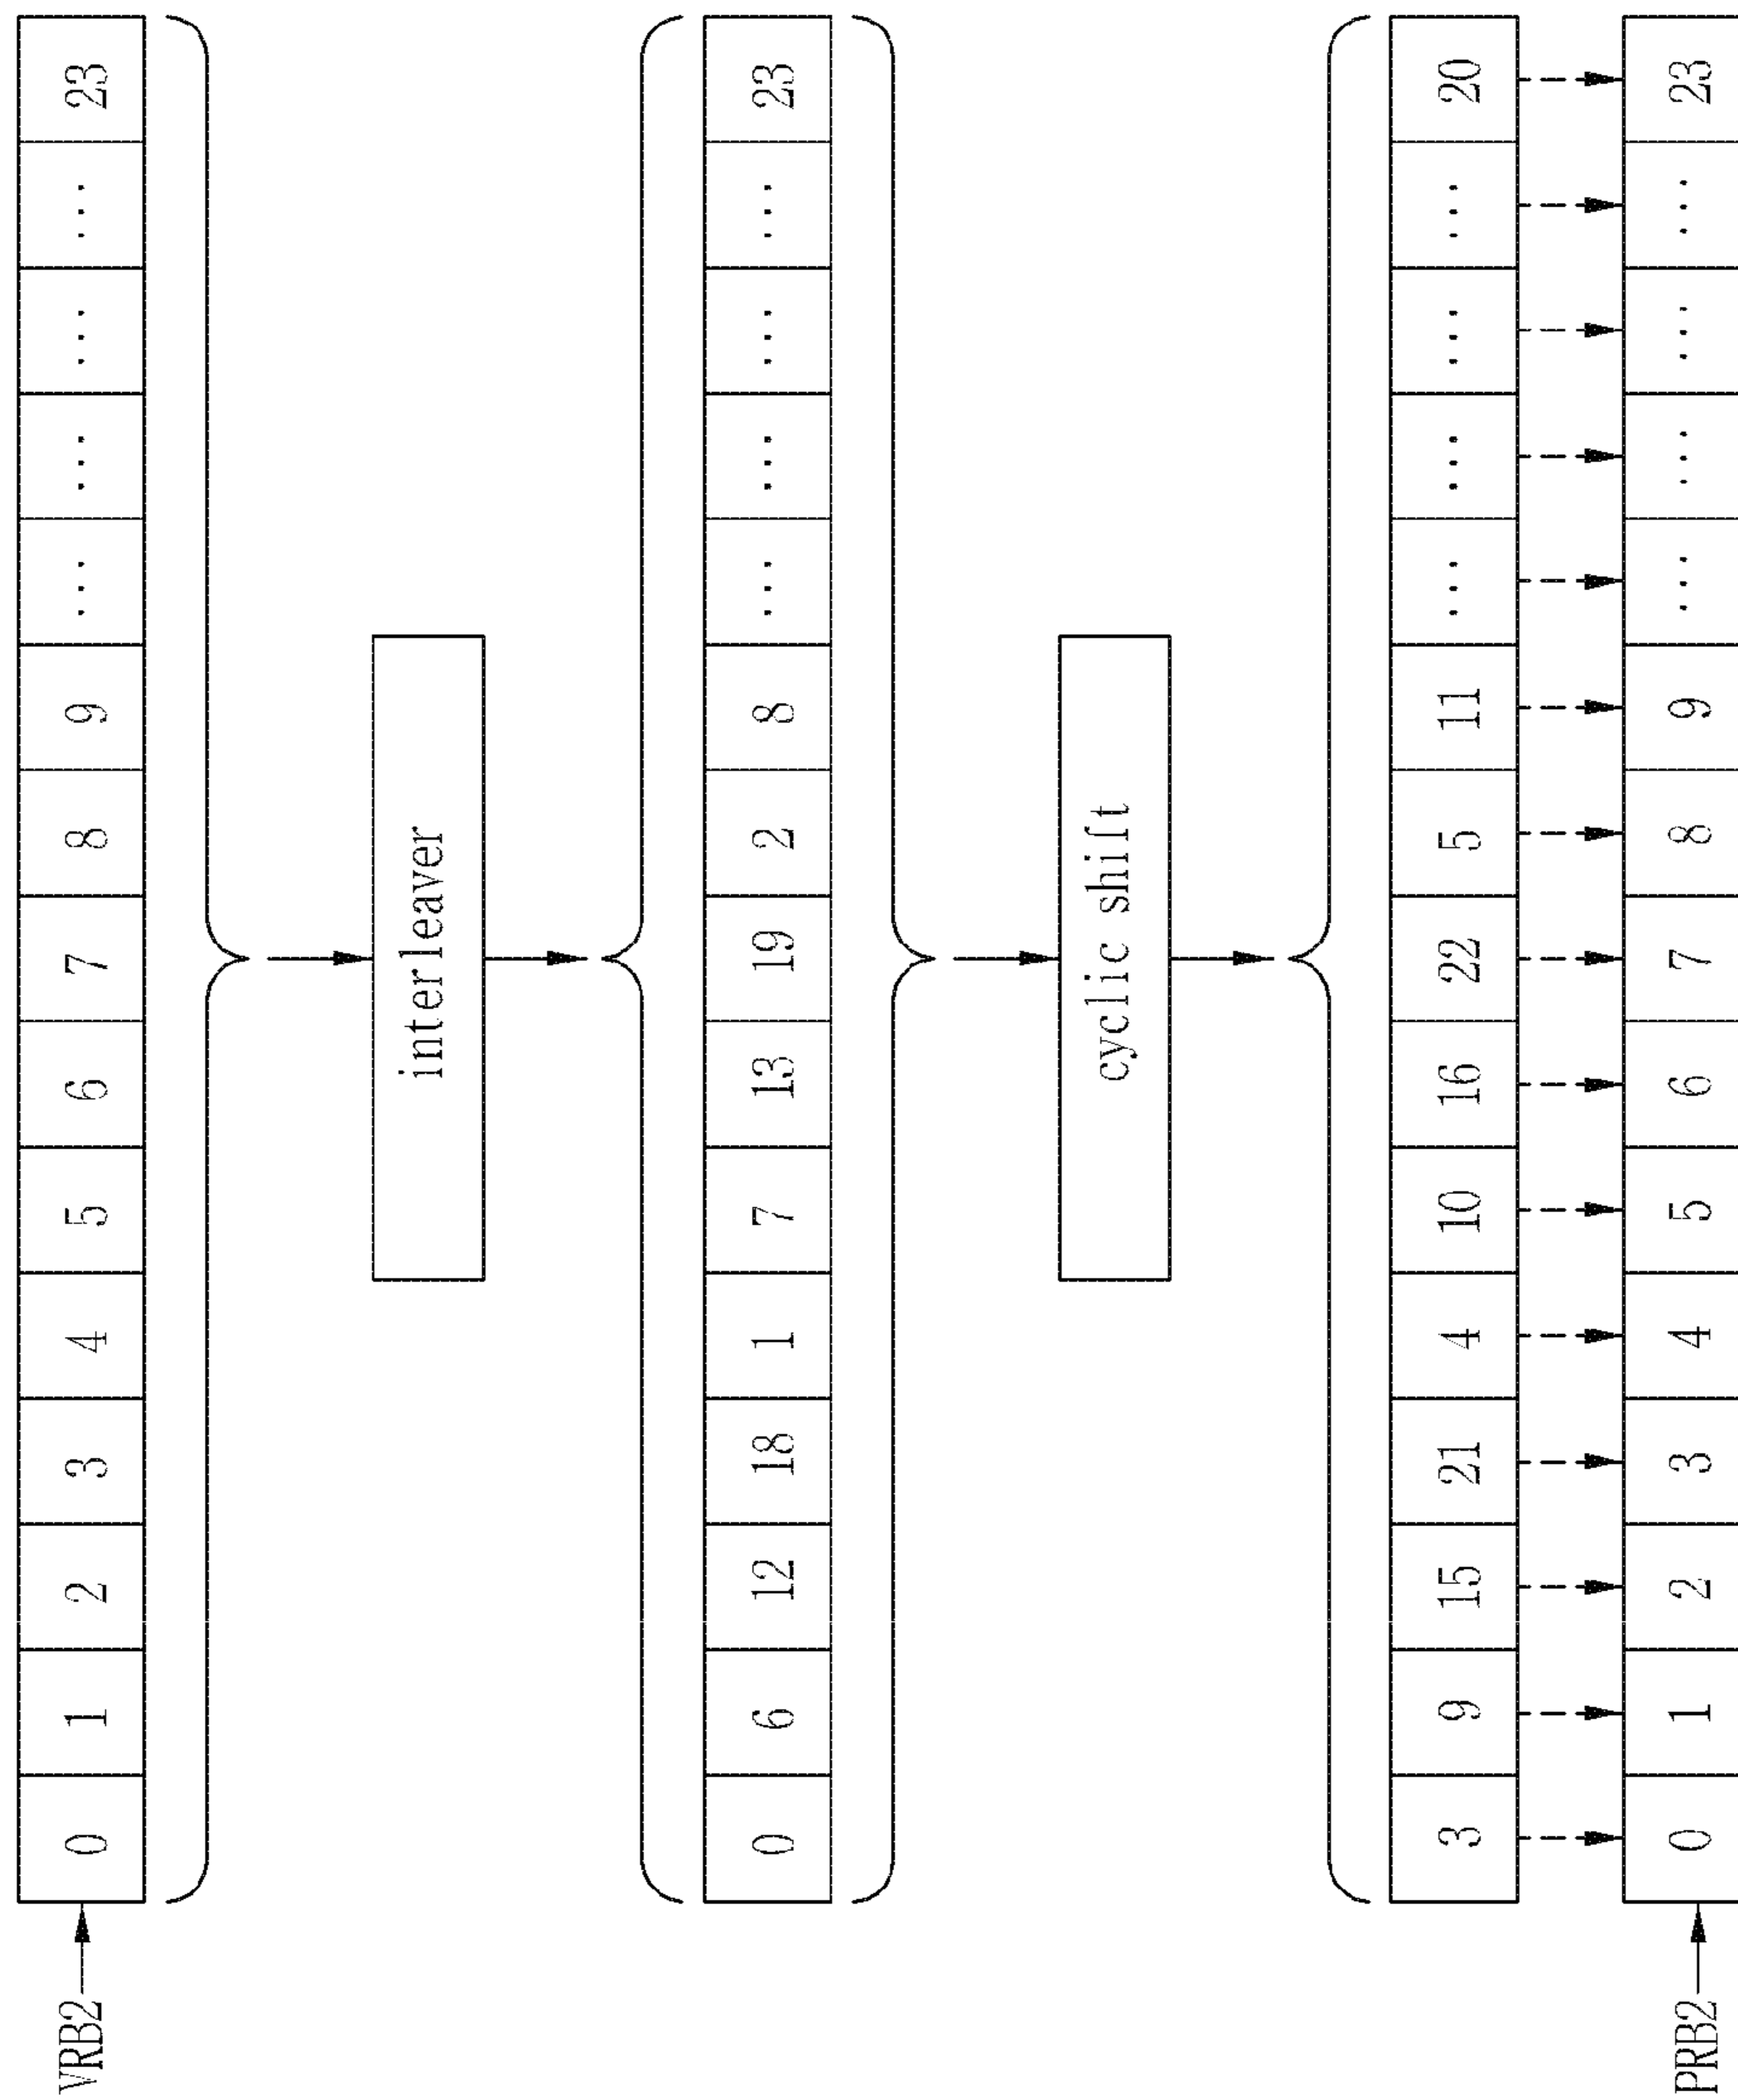 VRB2 0 1 2 3 4 5 6 7 8 9 ... ... ... ... 23
interleaver
0 6 12 18 1 7 13 19 2 8 ... ... ... ... 23
cyclic shift
3 9 15 21 4 10 16 22 5 11 ... ... ... ... 20
PRB2 0 1 2 3 4 5 6 7 8 9 ... ... ... ... 23